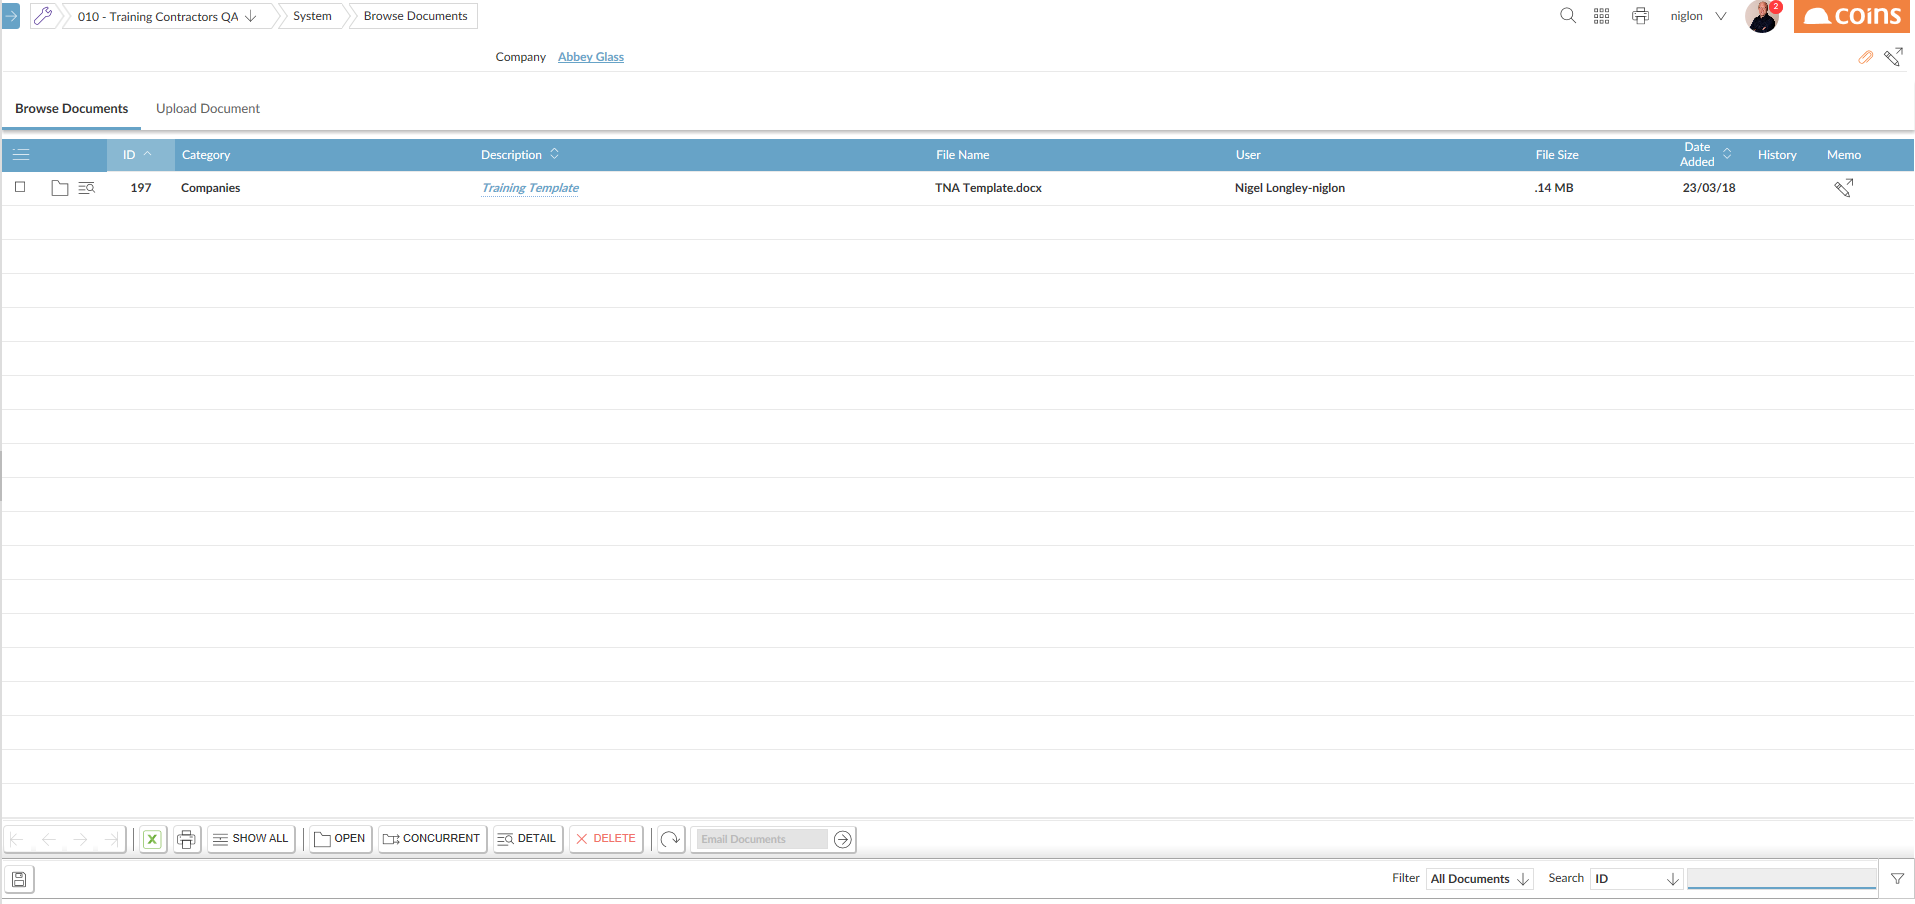 010 - Training Contractors QA
System
Browse Documents
niglon
2
coins
Company Abbey Glass
Browse Documents
Upload Document
ID
Category
Description
File Name
User
File Size
Date Added
History
Memo
197
Companies
Training Template
TNA Template.docx
Nigel Longley-niglon
.14 MB
23/03/18
SHOW ALL
OPEN
CONCURRENT
DETAIL
DELETE
Email Documents
Filter All Documents
Search ID